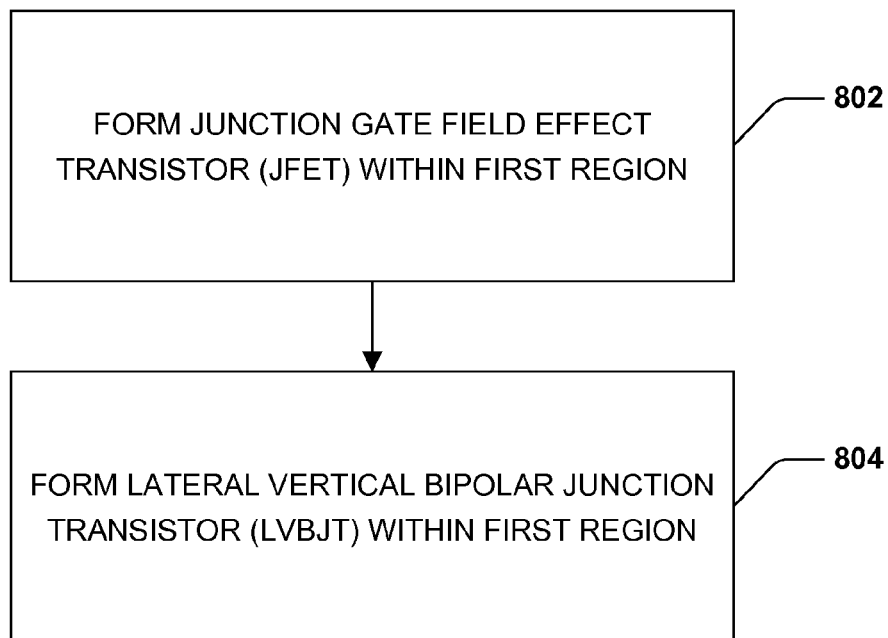 FORM JUNCTION GATE FIELD EFFECT
TRANSISTOR (JFET) WITHIN FIRST REGION
802
FORM LATERAL VERTICAL BIPOLAR JUNCTION
TRANSISTOR (LVBJT) WITHIN FIRST REGION
804